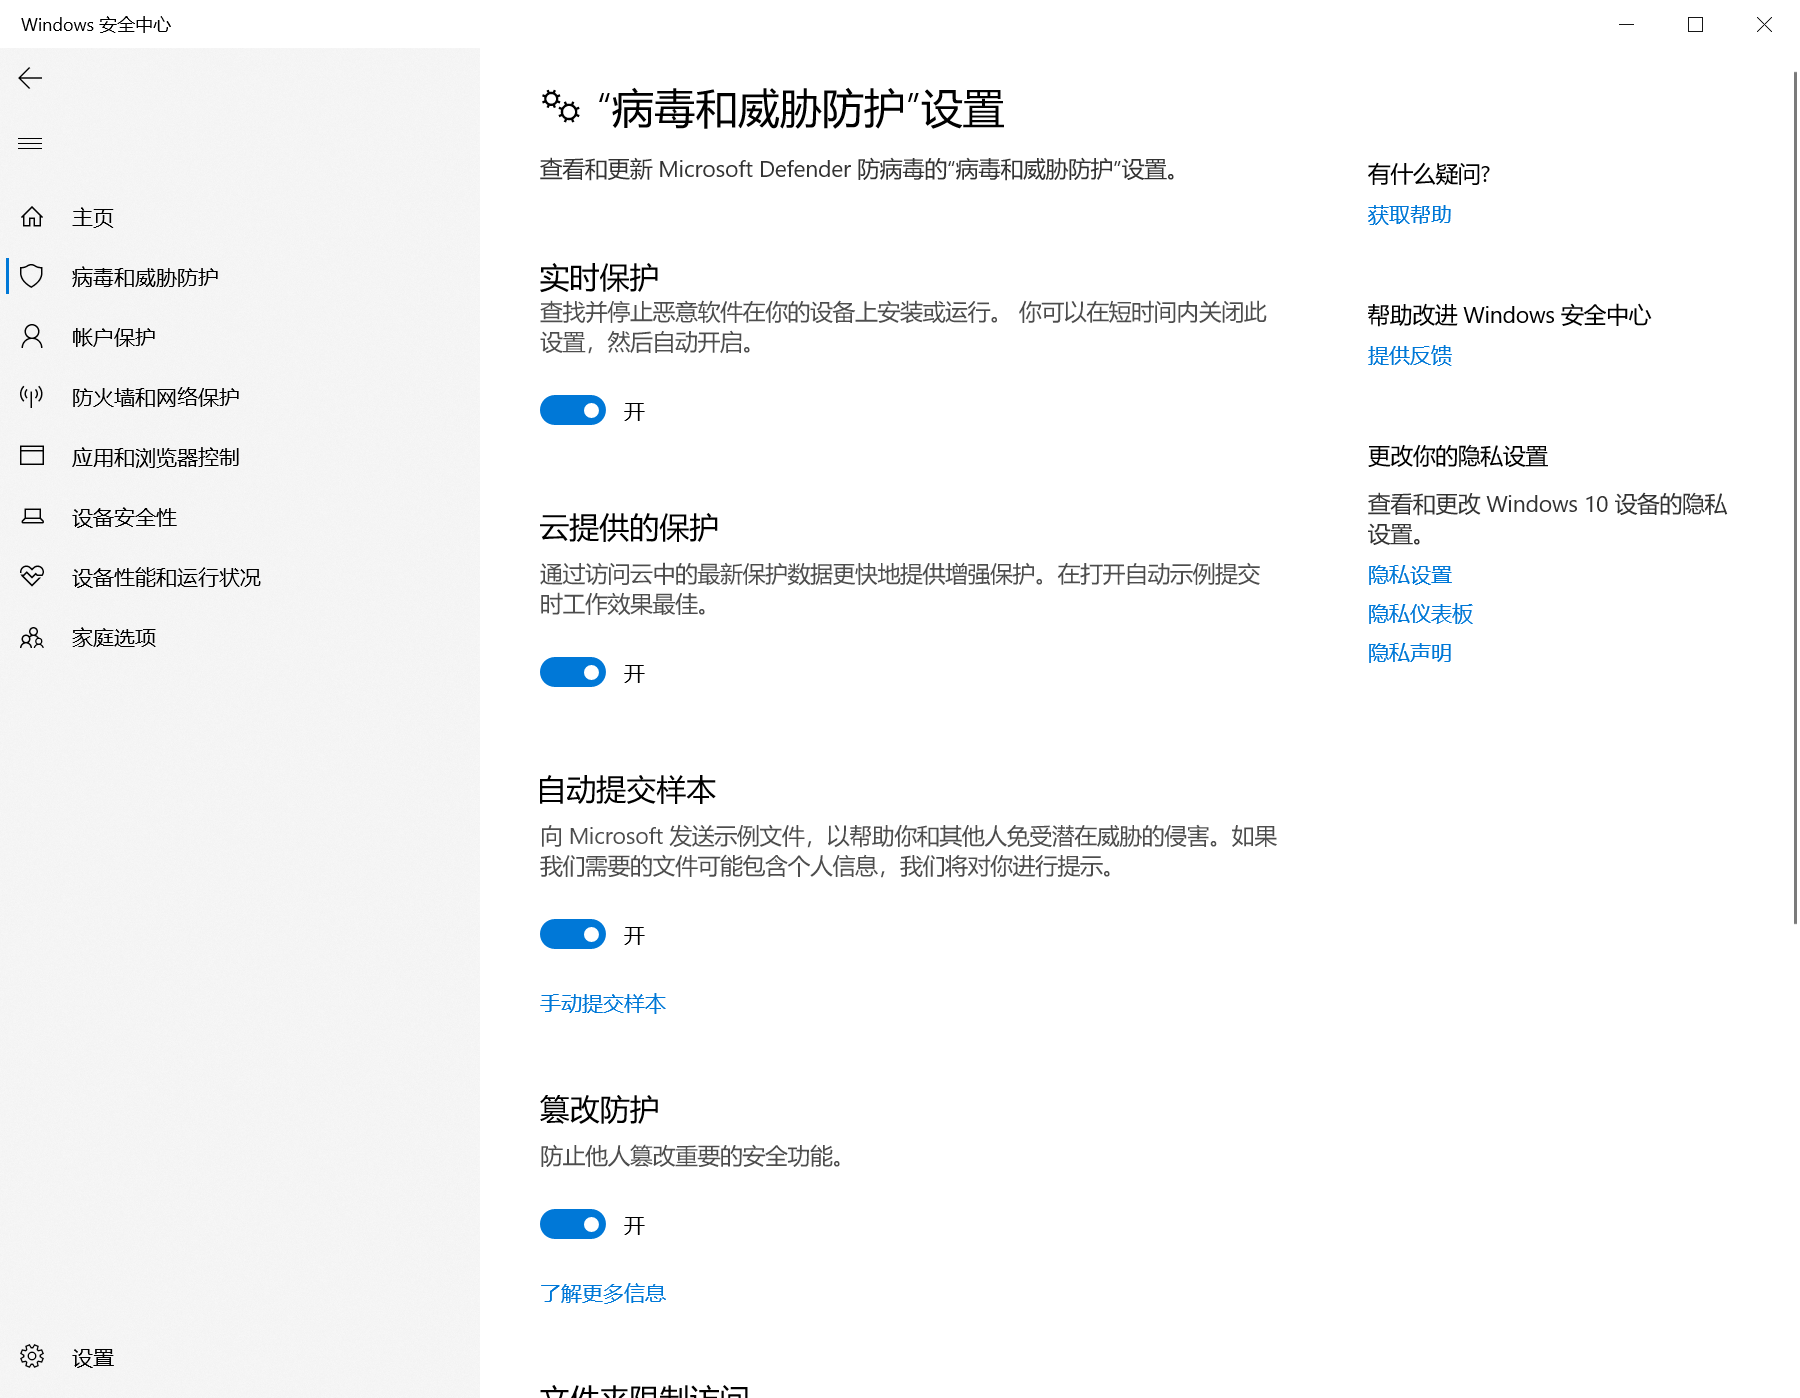 Windows 安全中心
主页
病毒和威胁防护
帐户保护
防火墙和网络保护
应用和浏览器控制
设备安全性
设备性能和运行状况
家庭选项
设置
“病毒和威胁防护”设置
查看和更新 Microsoft Defender 防病毒的“病毒和威胁防护”设置。
实时保护
查找并停止恶意软件在你的设备上安装或运行。 你可以在短时间内关闭此
设置，然后自动开启。
开
云提供的保护
通过访问云中的最新保护数据更快地提供增强保护。在打开自动示例提交
时工作效果最佳。
开
自动提交样本
向 Microsoft 发送示例文件，以帮助你和其他人免受潜在威胁的侵害。如果
我们需要的文件可能包含个人信息，我们将对你进行提示。
开
手动提交样本
篡改防护
防止他人篡改重要的安全功能。
开
了解更多信息
文件夹限制访问
有什么疑问?
获取帮助
帮助改进 Windows 安全中心
提供反馈
更改你的隐私设置
查看和更改 Windows 10 设备的隐私
设置。
隐私设置
隐私仪表板
隐私声明